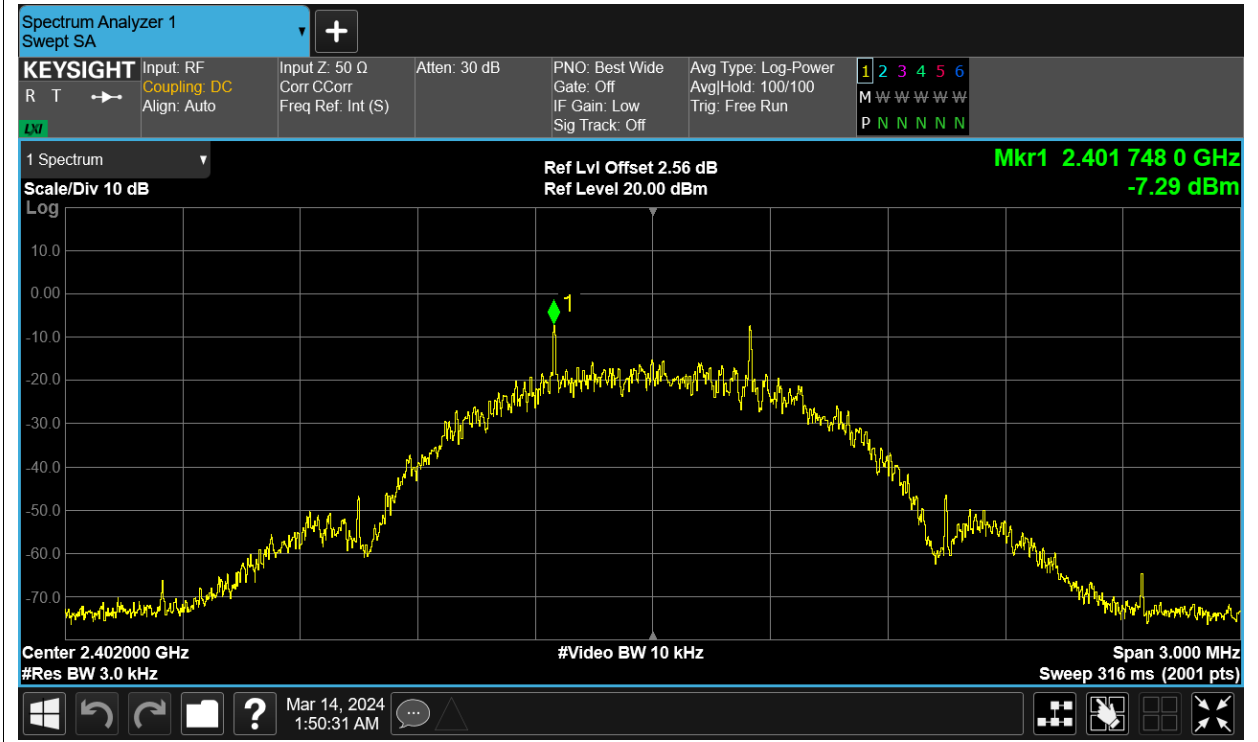 Spectrum Analyzer 1
Swept SA
+
KEYSIGHT
R T
LXI
Input: RF
Coupling: DC
Align: Auto
Input Z: 50 Ω
Corr CCorr
Freq Ref: Int (S)
Atten: 30 dB
PNO: Best Wide
Gate: Off
IF Gain: Low
Sig Track: Off
Avg Type: Log-Power
Avg|Hold: 100/100
Trig: Free Run
1 2 3 4 5 6
M W W W W W
P N N N N N
1 Spectrum
Scale/Div 10 dB
Log
Ref Lvl Offset 2.56 dB
Ref Level 20.00 dBm
Mkr1 2.401 748 0 GHz
-7.29 dBm
10.0
0.00
-10.0
-20.0
-30.0
-40.0
-50.0
-60.0
-70.0
1
Center 2.402000 GHz
#Res BW 3.0 kHz
#Video BW 10 kHz
Span 3.000 MHz
Sweep 316 ms (2001 pts)
?
Mar 14, 2024
1:50:31 AM